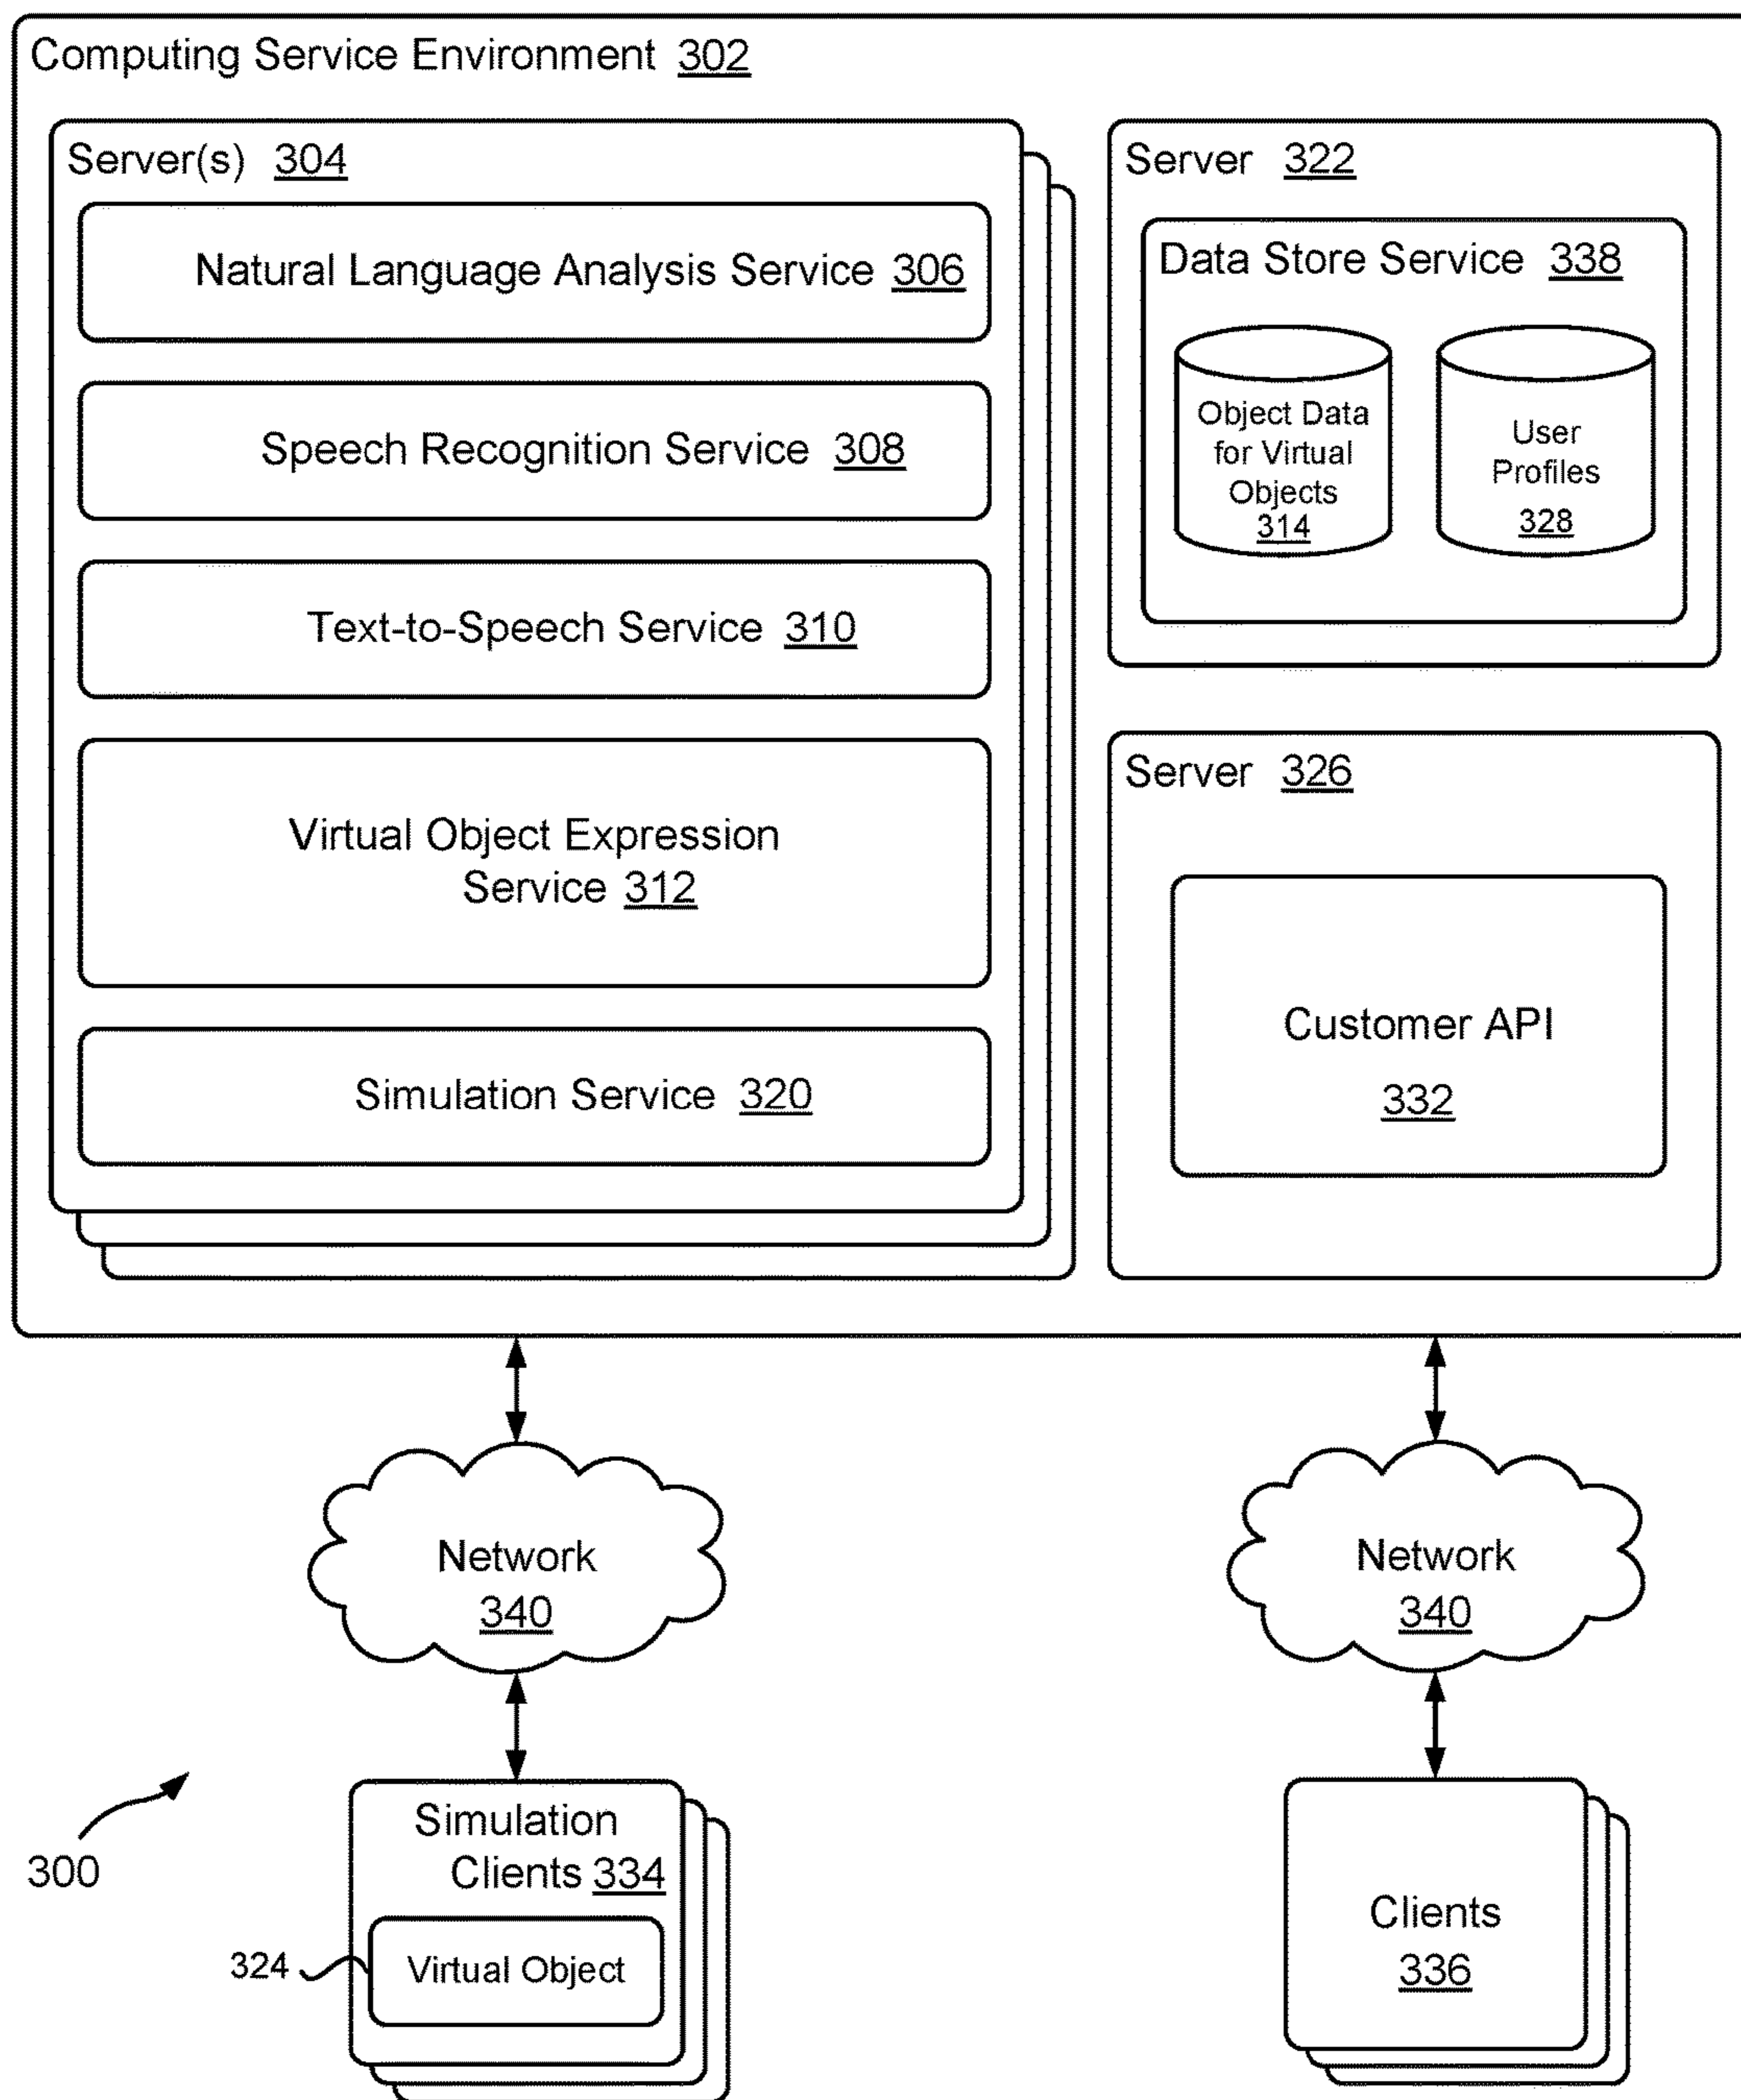 Computing Service Environment 302
Server(s) 304
Natural Language Analysis Service 306
Speech Recognition Service 308
Text-to-Speech Service 310
Virtual Object Expression
Service 312
Simulation Service 320
Server 322
Data Store Service 338
Object Data
for Virtual
Objects
314
User
Profiles
328
Server 326
Customer API
332
Network
340
Network
340
300
Simulation
Clients 334
324
Virtual Object
Clients
336